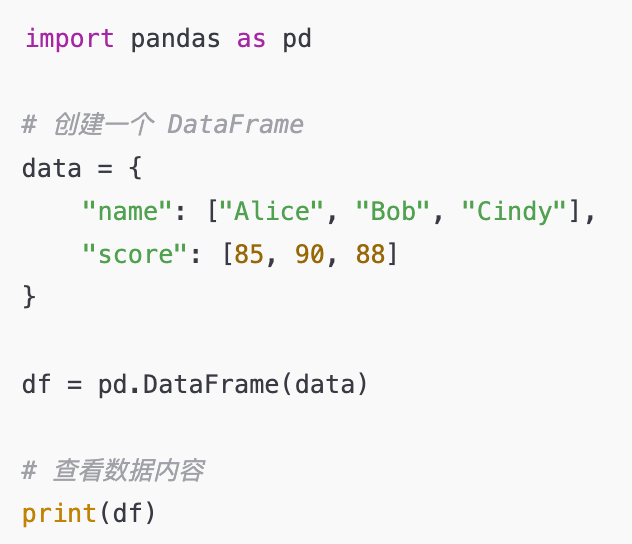 import pandas as pd
# 创建一个 DataFrame
data = {
    "name": ["Alice", "Bob", "Cindy"],
    "score": [85, 90, 88]
}
df = pd.DataFrame(data)
# 查看数据内容
print(df)